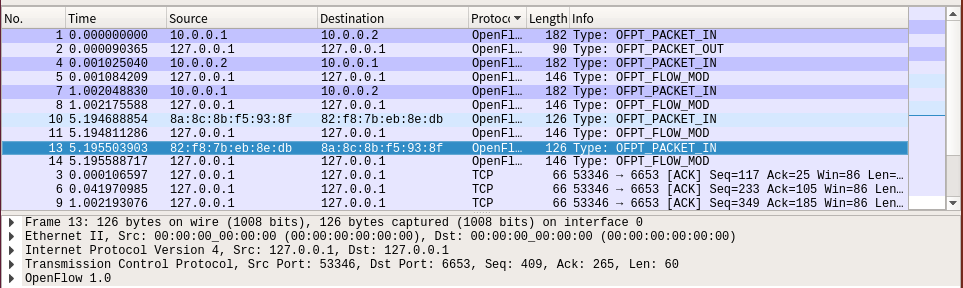 No. Time Source Destination Protoc Length Info
1 0.000000000 10.0.0.1 10.0.0.2 OpenFl… 182 Type: OFPT_PACKET_IN
2 0.000090365 127.0.0.1 127.0.0.1 OpenFl… 90 Type: OFPT_PACKET_OUT
4 0.001025040 10.0.0.2 10.0.0.1 OpenFl… 182 Type: OFPT_PACKET_IN
5 0.001084209 127.0.0.1 127.0.0.1 OpenFl… 146 Type: OFPT_FLOW_MOD
7 1.002048830 10.0.0.1 10.0.0.2 OpenFl… 182 Type: OFPT_PACKET_IN
8 1.002175588 127.0.0.1 127.0.0.1 OpenFl… 146 Type: OFPT_FLOW_MOD
10 5.194688854 8a:8c:8b:f5:93:8f 82:f8:7b:eb:8e:db OpenFl… 126 Type: OFPT_PACKET_IN
11 5.194811286 127.0.0.1 127.0.0.1 OpenFl… 146 Type: OFPT_FLOW_MOD
13 5.195503903 82:f8:7b:eb:8e:db 8a:8c:8b:f5:93:8f OpenFl… 126 Type: OFPT_PACKET_IN
14 5.195588717 127.0.0.1 127.0.0.1 OpenFl… 146 Type: OFPT_FLOW_MOD
3 0.000106597 127.0.0.1 127.0.0.1 TCP 66 53346 → 6653 [ACK] Seq=117 Ack=25 Win=86 Len=…
6 0.041970985 127.0.0.1 127.0.0.1 TCP 66 53346 → 6653 [ACK] Seq=233 Ack=105 Win=86 Le…
9 1.002193076 127.0.0.1 127.0.0.1 TCP 66 53346 → 6653 [ACK] Seq=349 Ack=185 Win=86 Le…
Frame 13: 126 bytes on wire (1008 bits), 126 bytes captured (1008 bits) on interface 0
Ethernet II, Src: 00:00:00_00:00:00 (00:00:00:00:00:00), Dst: 00:00:00_00:00:00 (00:00:00:00:00:00)
Internet Protocol Version 4, Src: 127.0.0.1, Dst: 127.0.0.1
Transmission Control Protocol, Src Port: 53346, Dst Port: 6653, Seq: 409, Ack: 265, Len: 60
OpenFlow 1.0